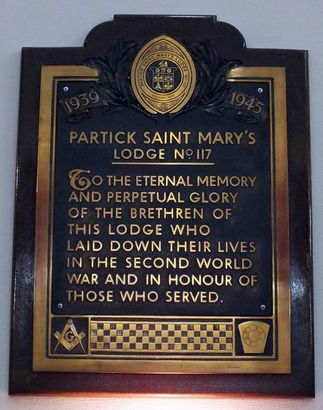 1939 1945
PARTICK SAINT MARY'S
LODGE No 117
TO THE ETERNAL MEMORY
AND PERPETUAL GLORY
OF THE BRETHREN OF
THIS LODGE WHO
LAID DOWN THEIR LIVES
IN THE SECOND WORLD
WAR AND IN HONOUR OF
THOSE WHO SERVED.